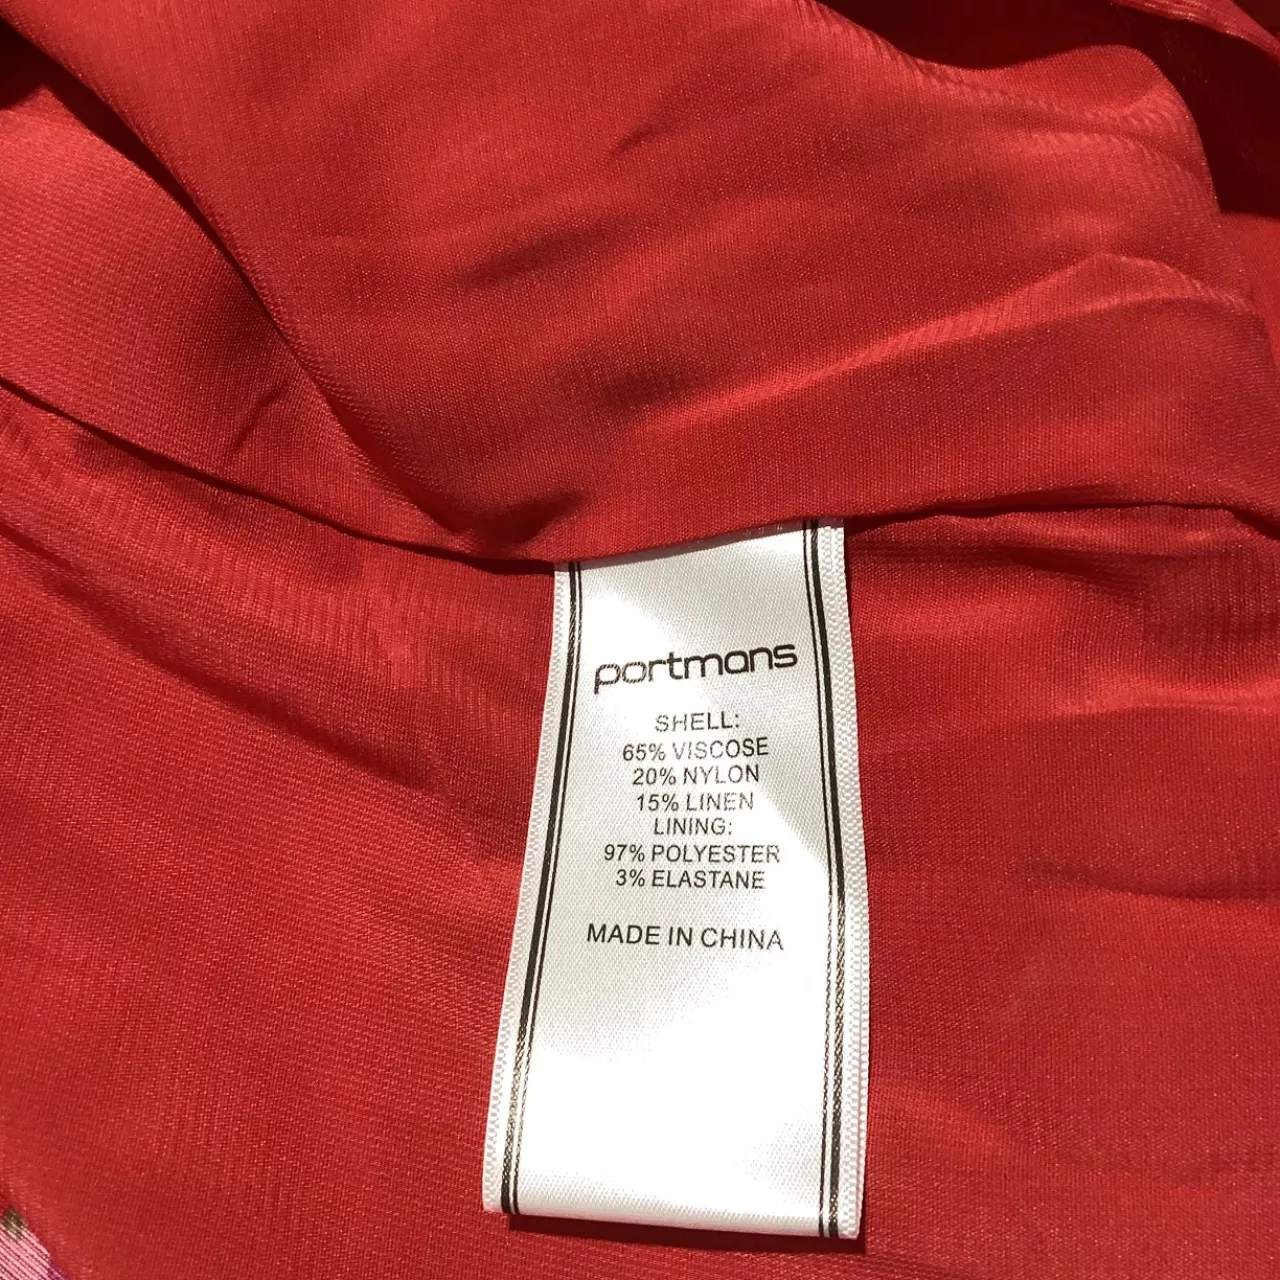 portmans
SHELL:
65% VISCOSE
20% NYLON
15% LINEN
LINING:
97% POLYESTER
3% ELASTANE
MADE IN CHINA